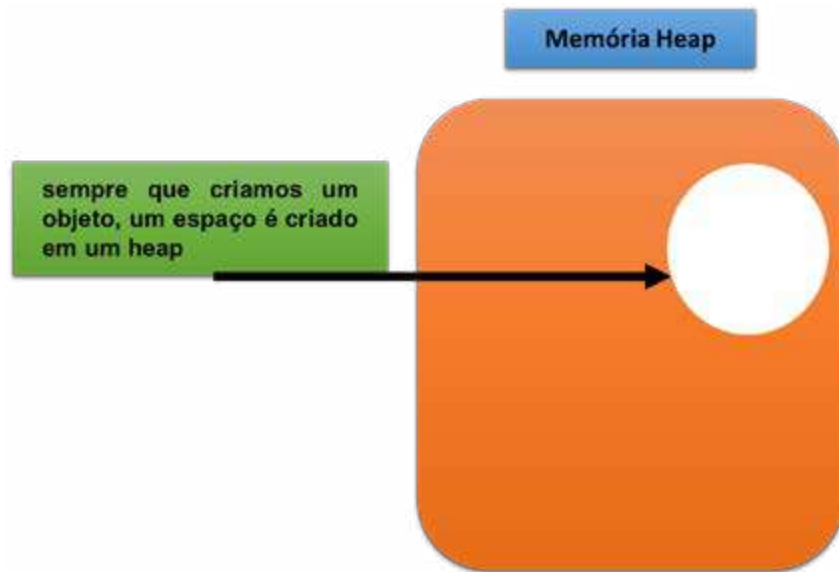 Memória Heap
sempre que criamos um
objeto, um espaço é criado
em um heap